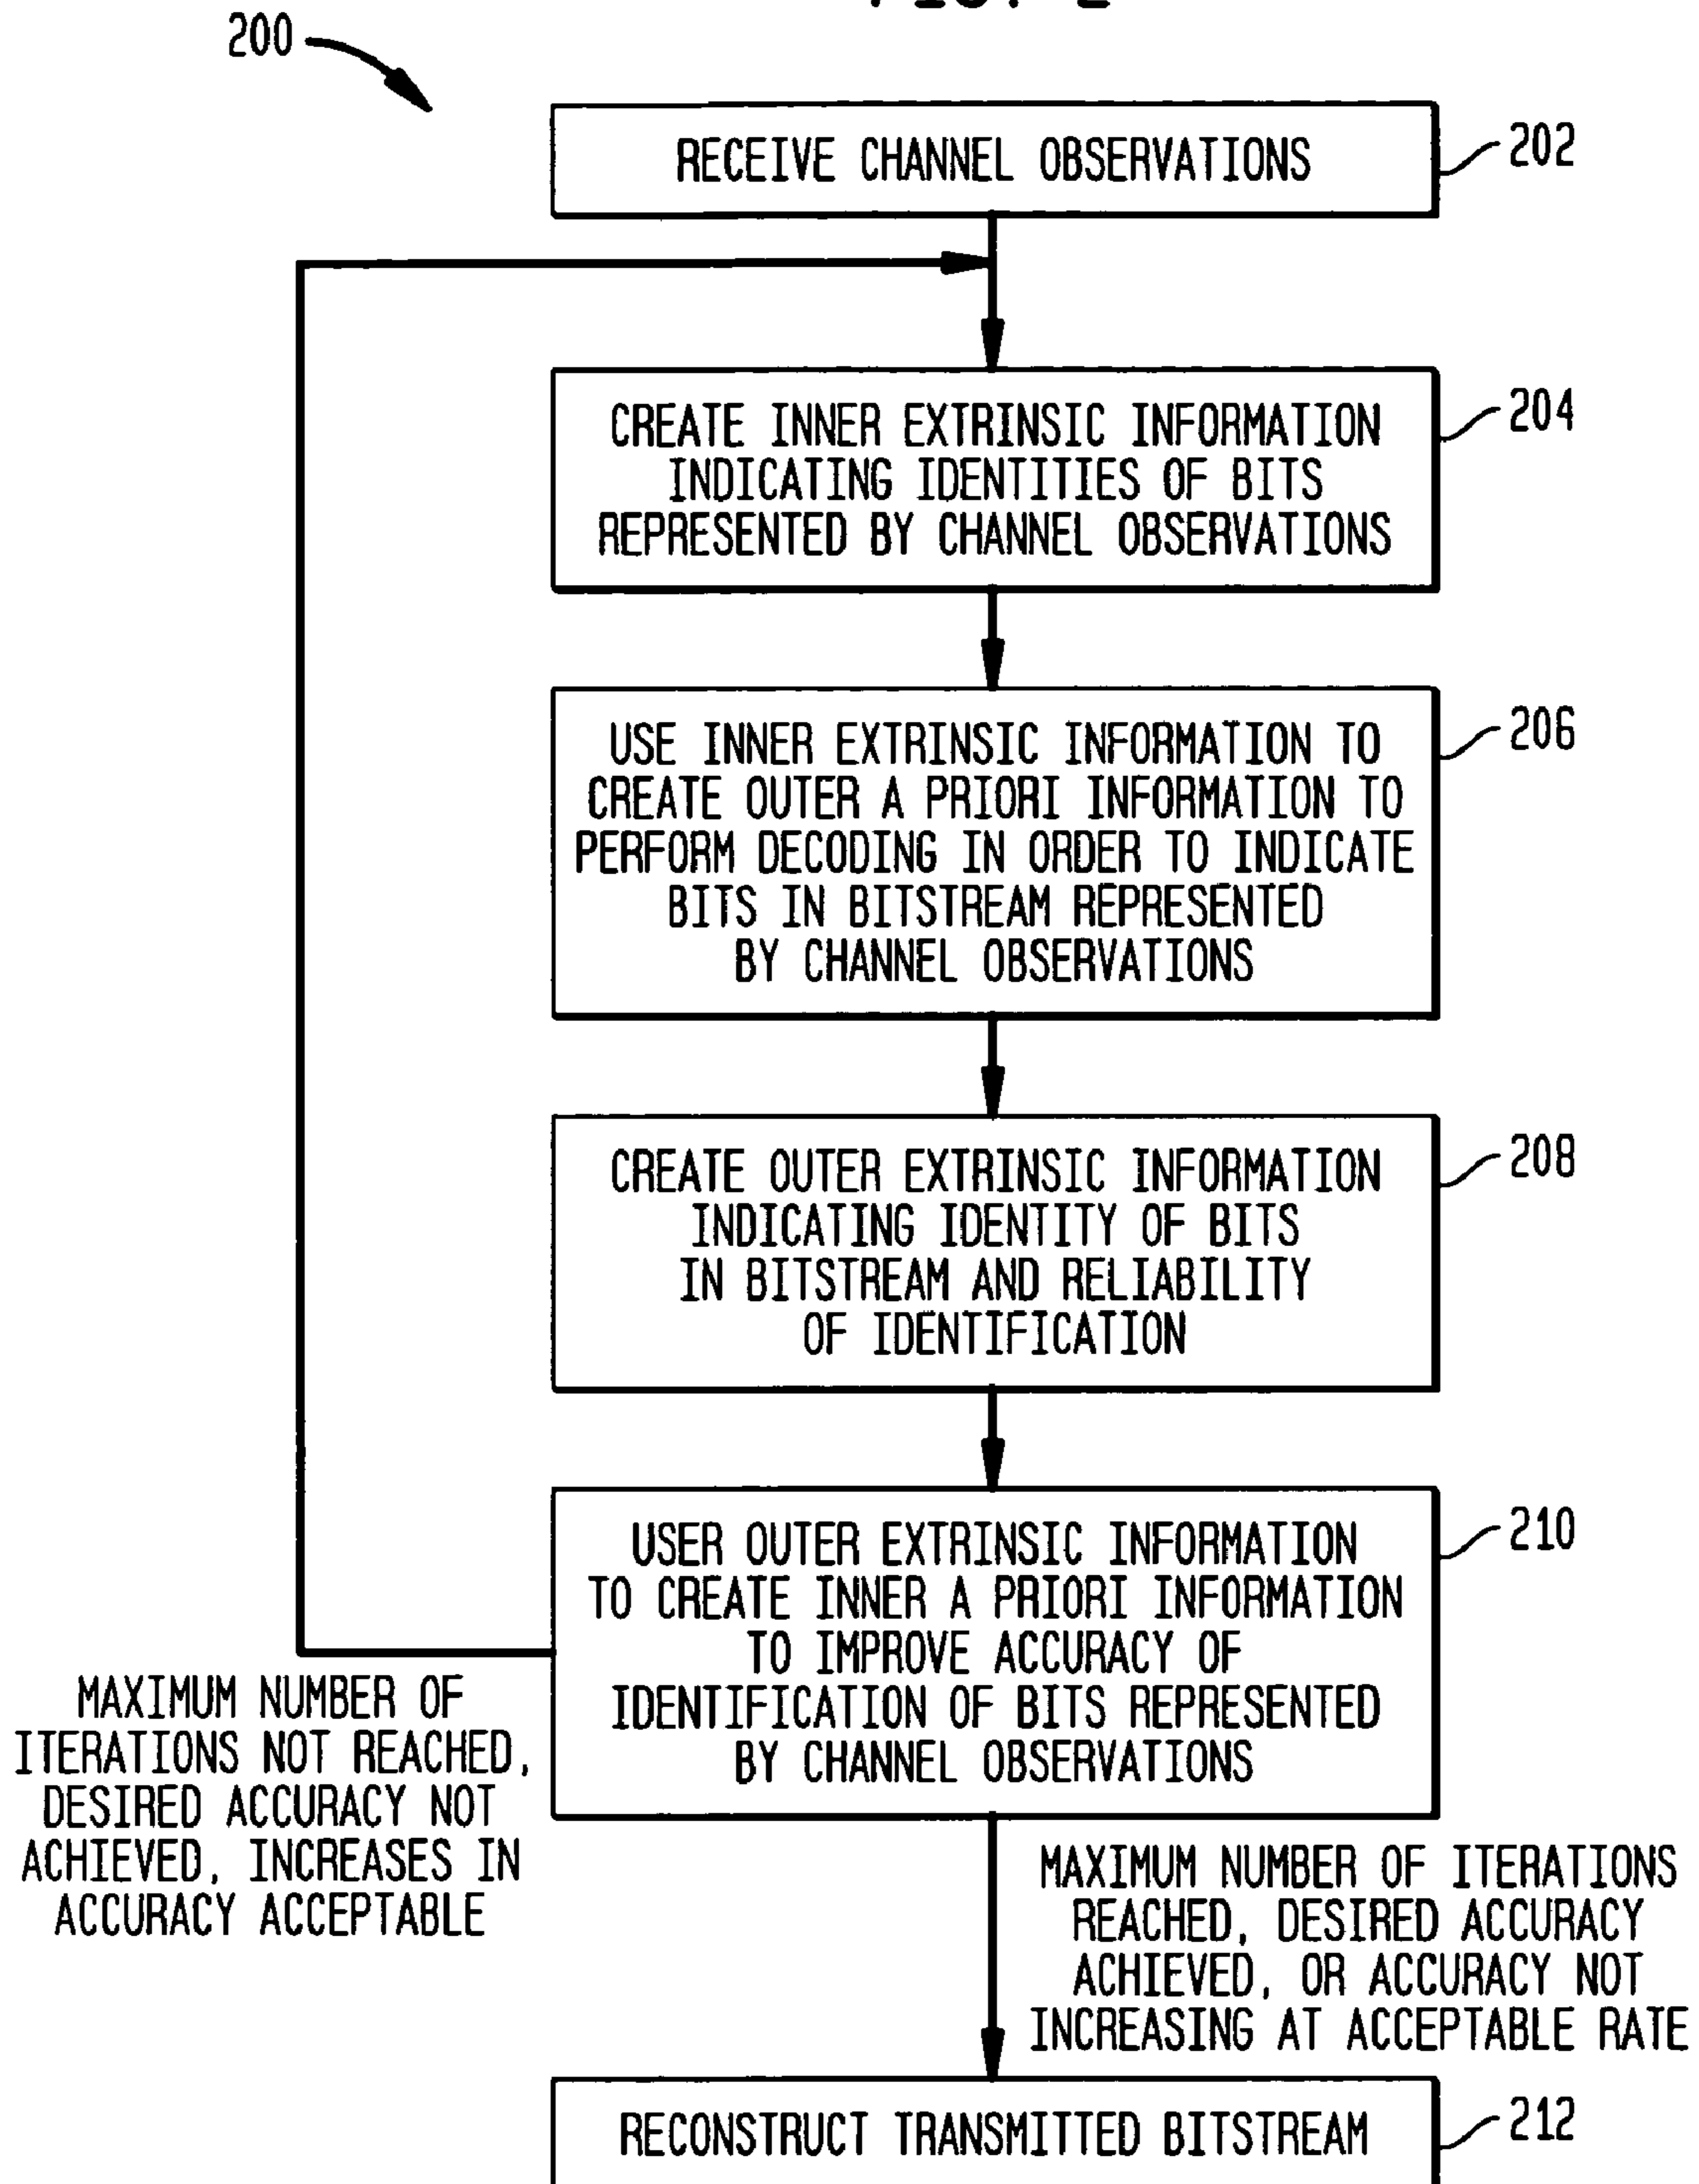 200
RECEIVE CHANNEL OBSERVATIONS
202
CREATE INNER EXTRINSIC INFORMATION
INDICATING IDENTITIES OF BITS
REPRESENTED BY CHANNEL OBSERVATIONS
204
USE INNER EXTRINSIC INFORMATION TO
CREATE OUTER A PRIORI INFORMATION TO
PERFORM DECODING IN ORDER TO INDICATE
BITS IN BITSTREAM REPRESENTED
BY CHANNEL OBSERVATIONS
206
CREATE OUTER EXTRINSIC INFORMATION
INDICATING IDENTITY OF BITS
IN BITSTREAM AND RELIABILITY
OF IDENTIFICATION
208
USER OUTER EXTRINSIC INFORMATION
TO CREATE INNER A PRIORI INFORMATION
TO IMPROVE ACCURACY OF
IDENTIFICATION OF BITS REPRESENTED
BY CHANNEL OBSERVATIONS
210
MAXIMUM NUMBER OF
ITERATIONS NOT REACHED,
DESIRED ACCURACY NOT
ACHIEVED, INCREASES IN
ACCURACY ACCEPTABLE
MAXIMUM NUMBER OF ITERATIONS
REACHED, DESIRED ACCURACY
ACHIEVED, OR ACCURACY NOT
INCREASING AT ACCEPTABLE RATE
RECONSTRUCT TRANSMITTED BITSTREAM
212